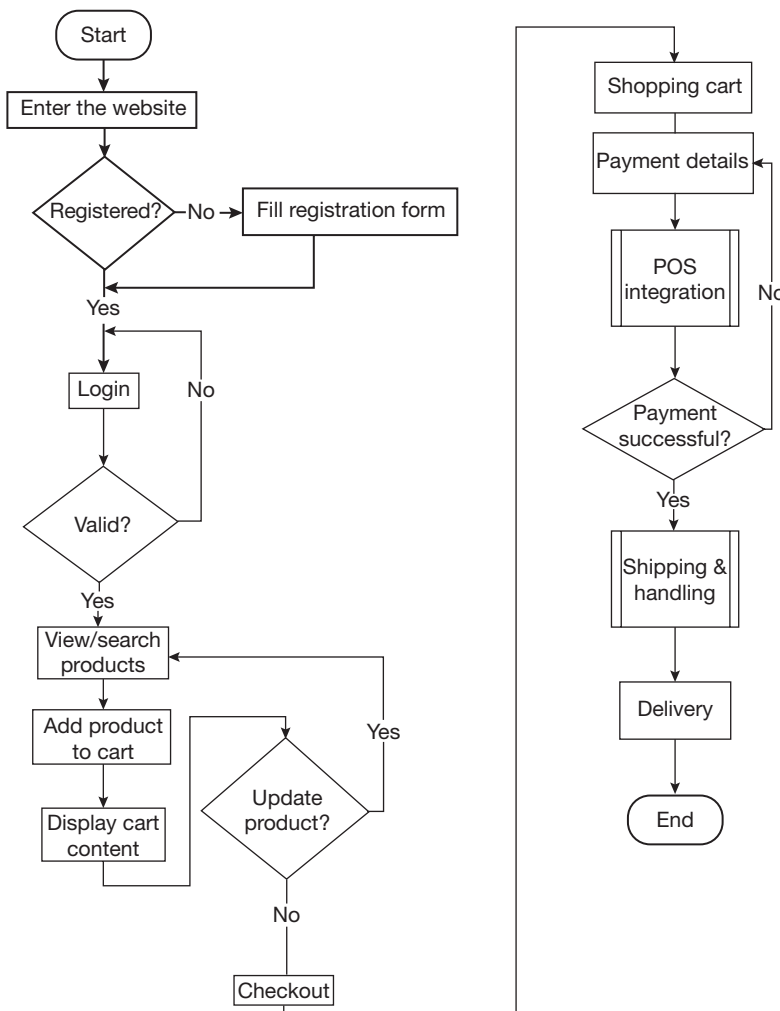 Start
Enter the website
Registered?
No
Fill registration form
Yes
Login
No
Valid?
Yes
View/search
products
Add product
to cart
Yes
Display cart
content
Update
product?
No
Checkout
Shopping cart
Payment details
POS
integration
No
Payment
successful?
Yes
Shipping &
handling
Delivery
End